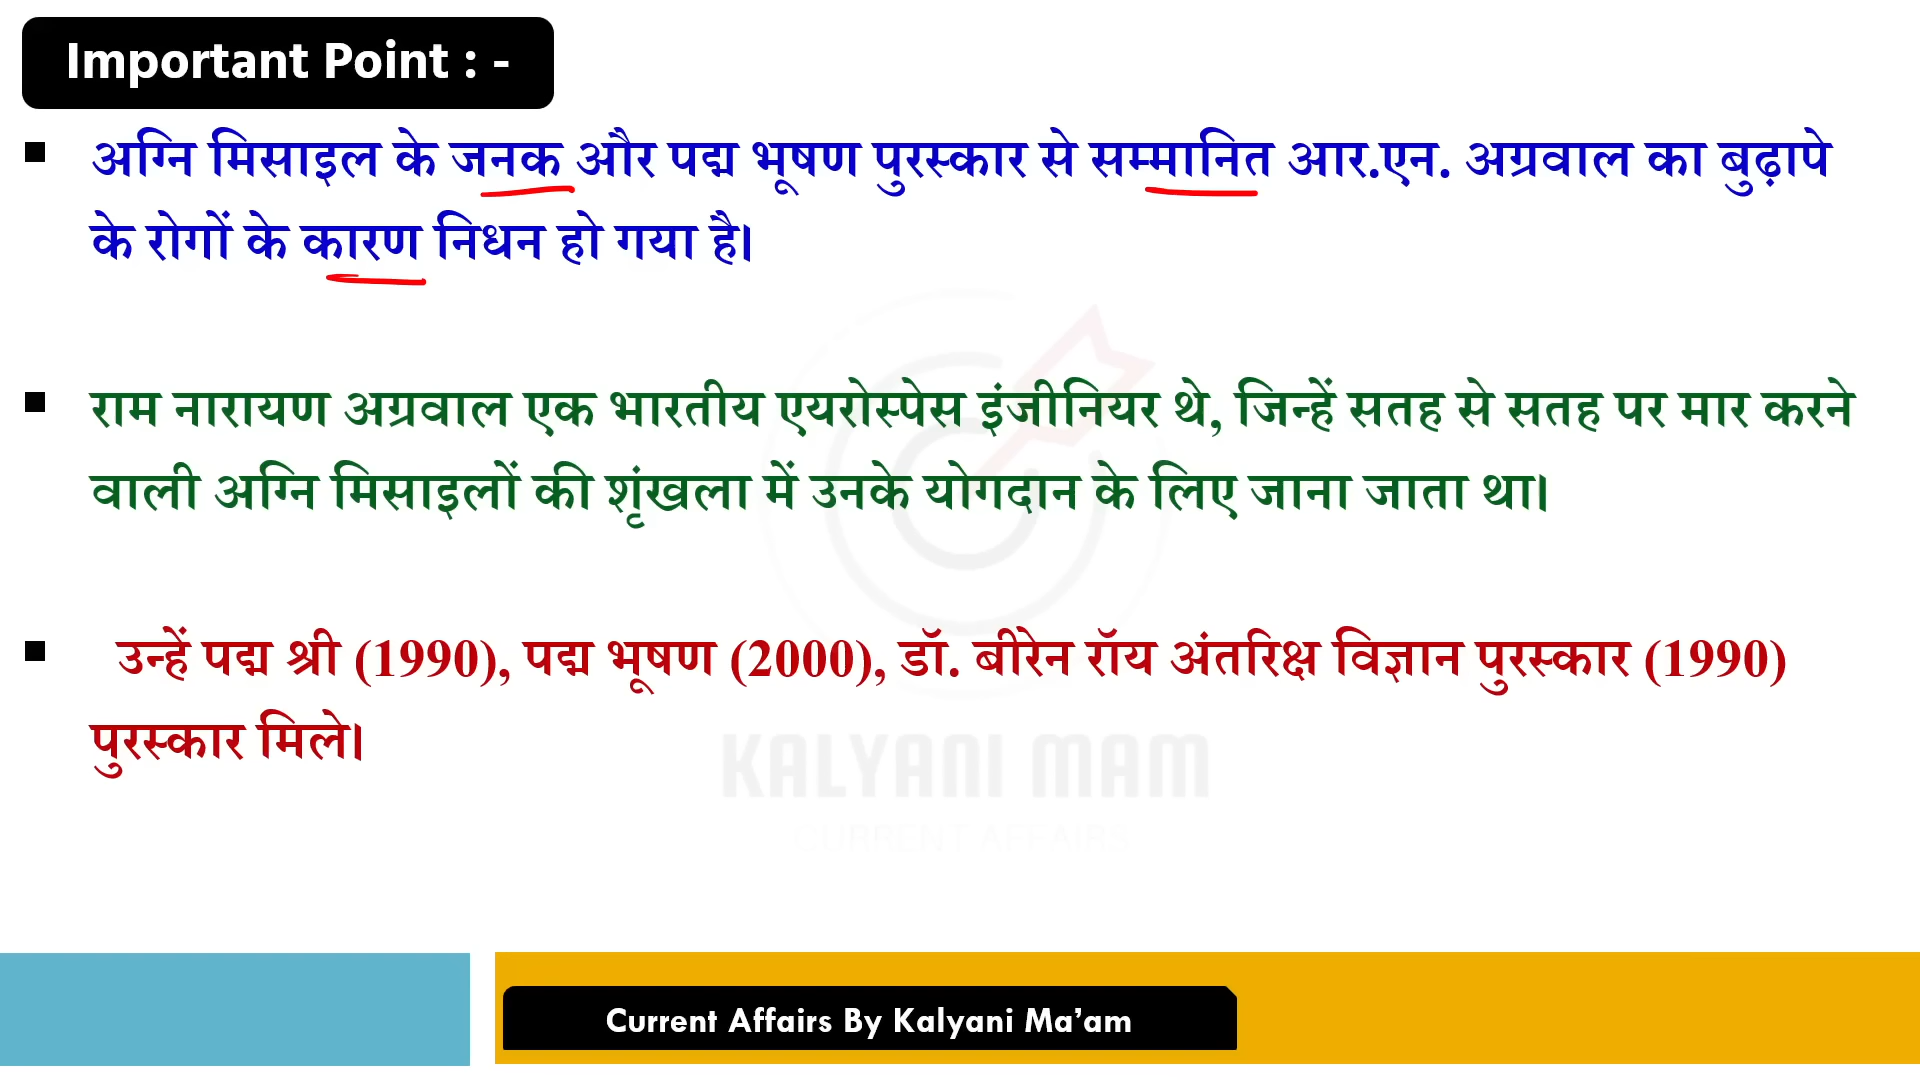 Important Point : -
अग्नि मिसाइल के जनक और पद्म भूषण पुरस्कार से सम्मानित आर.एन. अग्रवाल का बुढ़ापे
के रोगों के कारण निधन हो गया है।
राम नारायण अग्रवाल एक भारतीय एयरोस्पेस इंजीनियर थे, जिन्हें सतह से सतह पर मार करने
वाली अग्नि मिसाइलों की शृंखला में उनके योगदान के लिए जाना जाता था।
उन्हें पद्म श्री (1990), पद्म भूषण (2000), डॉ. बीरेन रॉय अंतरिक्ष विज्ञान पुरस्कार (1990)
पुरस्कार मिले।
KALYANI MAM
CURRENT AFFAIRS
Current Affairs By Kalyani Ma’am